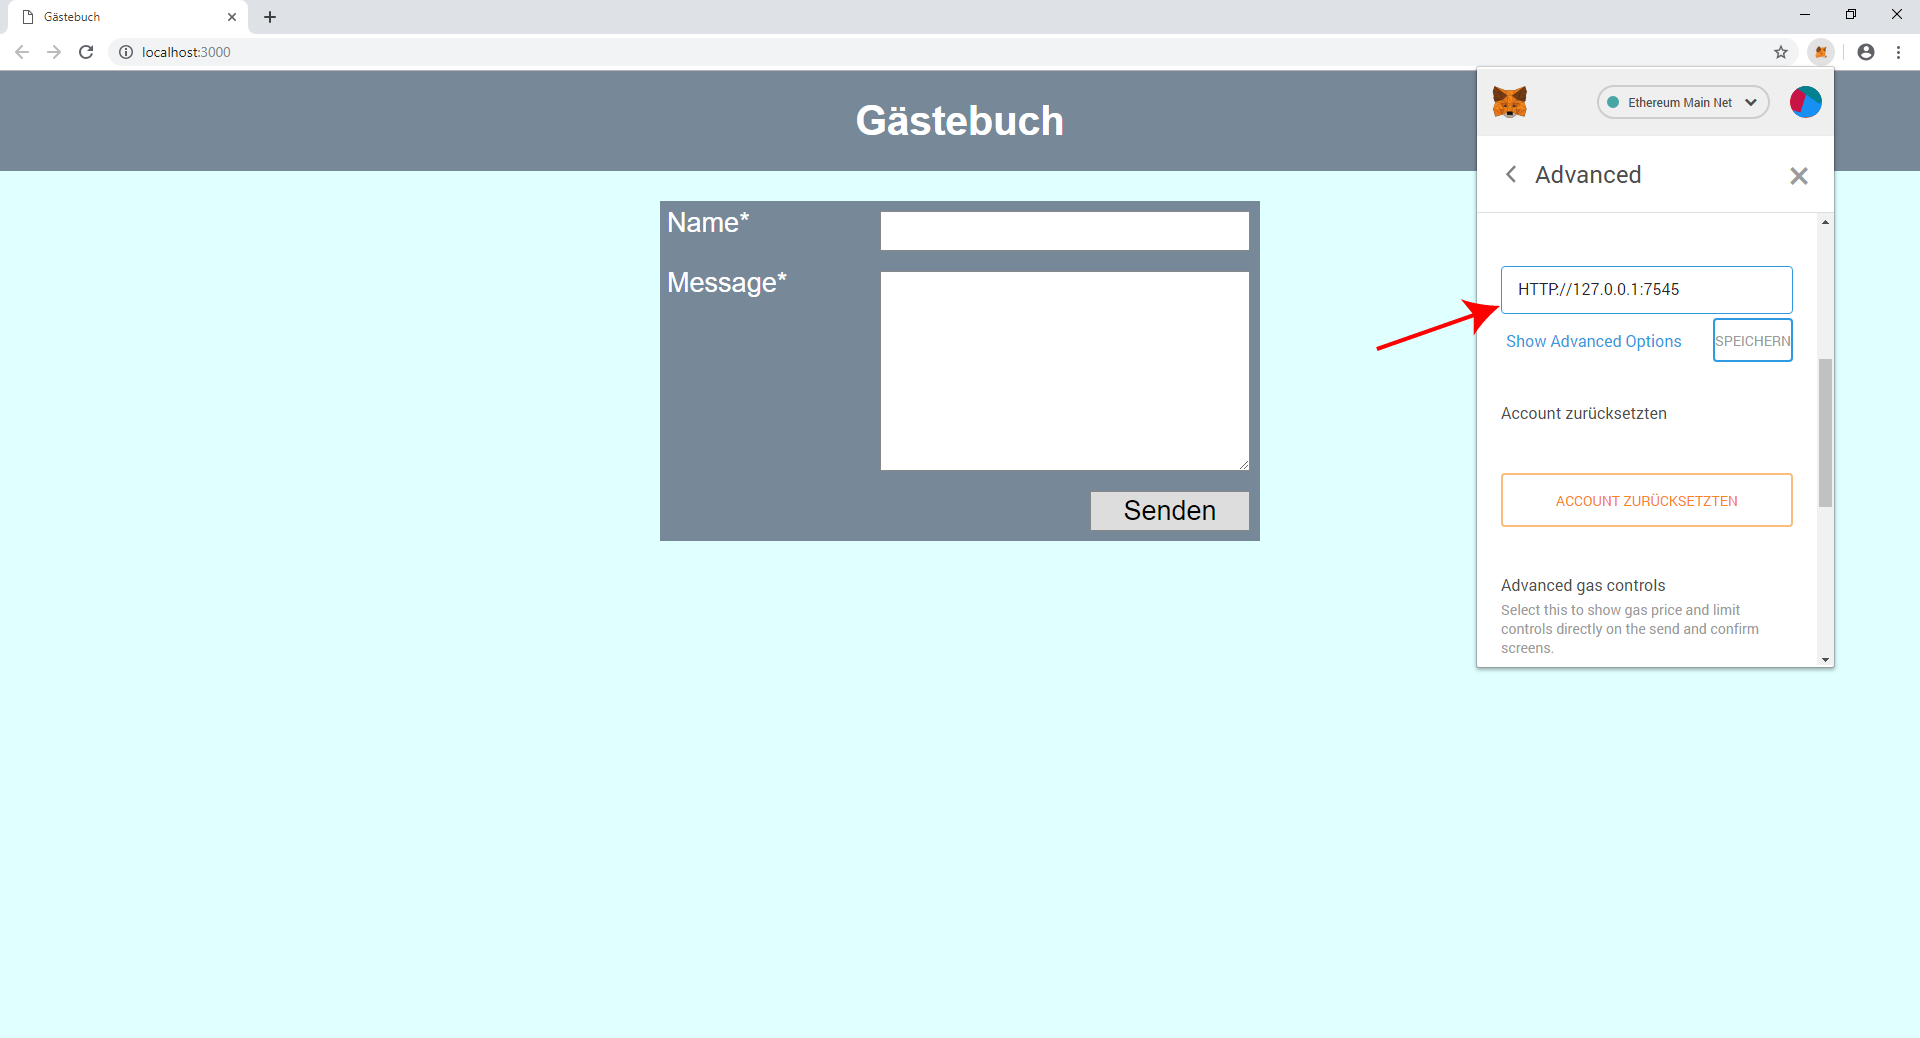 Gästebuch
localhost:3000
Gästebuch
Name*
Message*
Senden
Ethereum Main Net
Advanced
HTTP://127.0.0.1:7545
Show Advanced Options
SPEICHERN
Account zurücksetzten
ACCOUNT ZURÜCKSETZTEN
Advanced gas controls
Select this to show gas price and limit
controls directly on the send and confirm
screens.